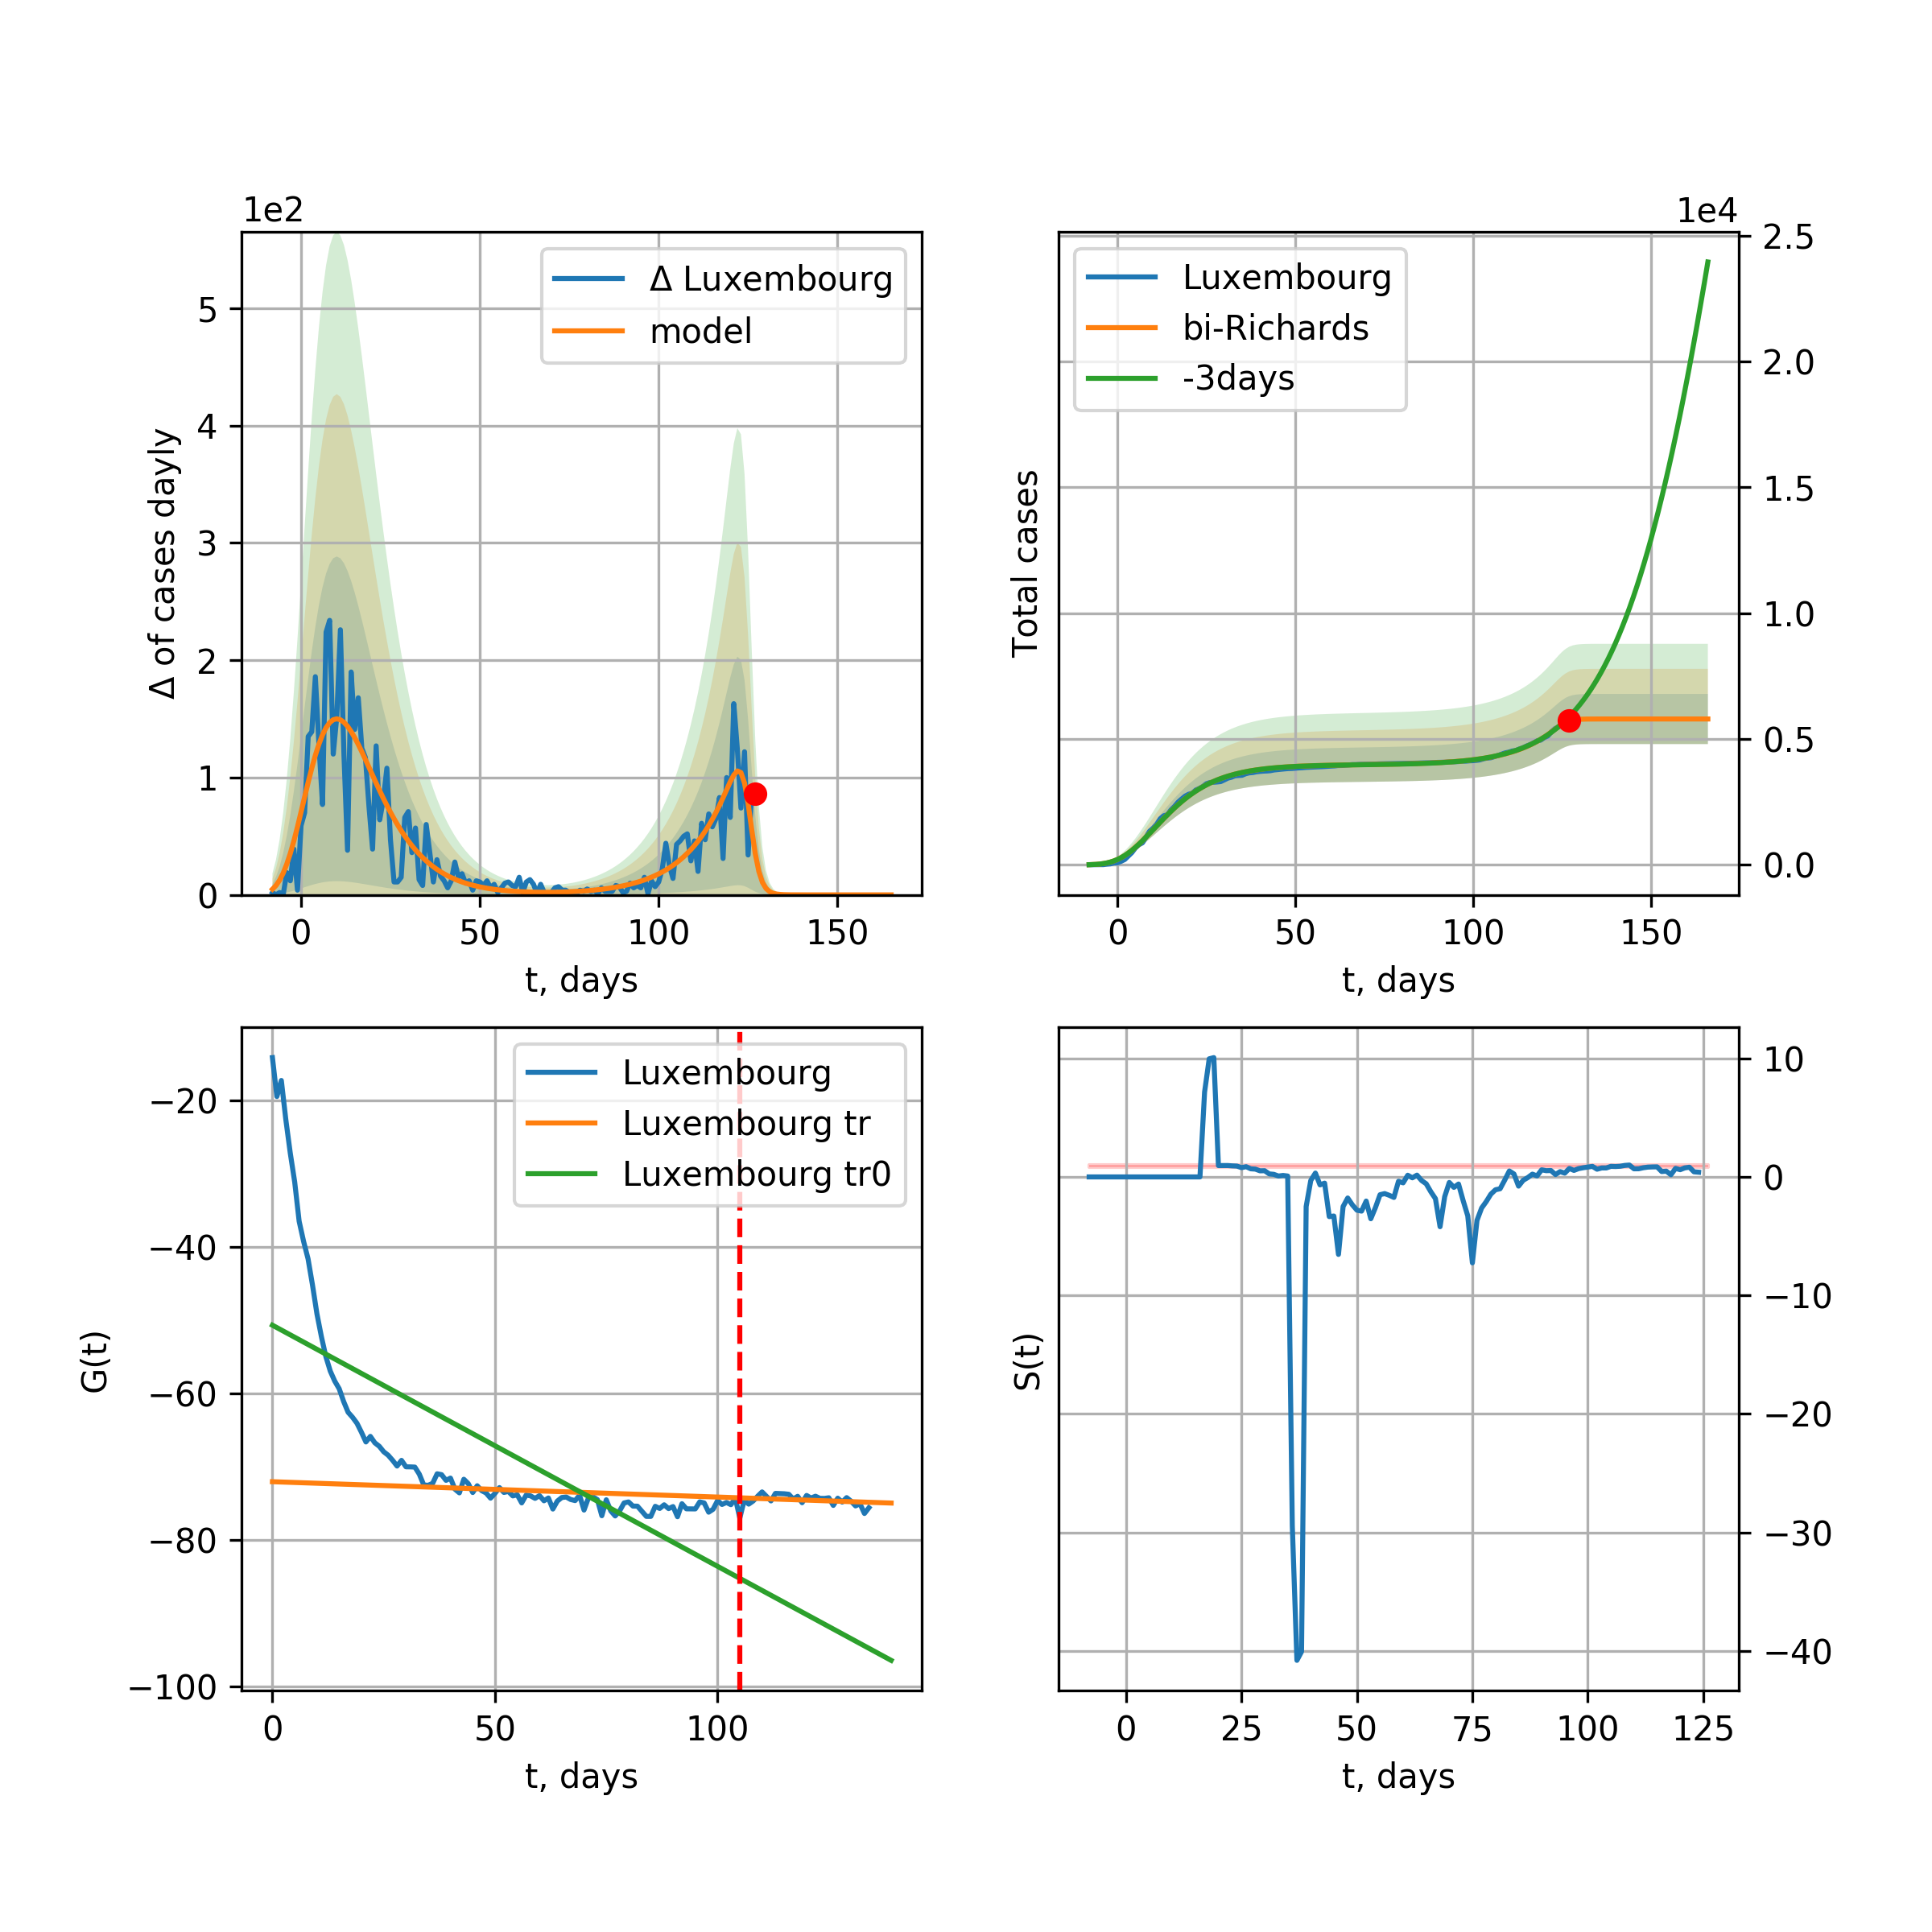 1e2
Δ of cases dayly
5
4
3
2
1
0
Δ Luxembourg
model
0 50 100 150
t, days
1e4
Total cases
Luxembourg
bi-Richards
-3days
2.5
2.0
1.5
1.0
0.5
0.0
0 50 100 150
t, days
G(t)
−20
−40
−60
−80
−100
Luxembourg
Luxembourg tr
Luxembourg tr0
0 50 100
t, days
S(t)
10
0
−10
−20
−30
−40
0 25 50 75 100 125
t, days